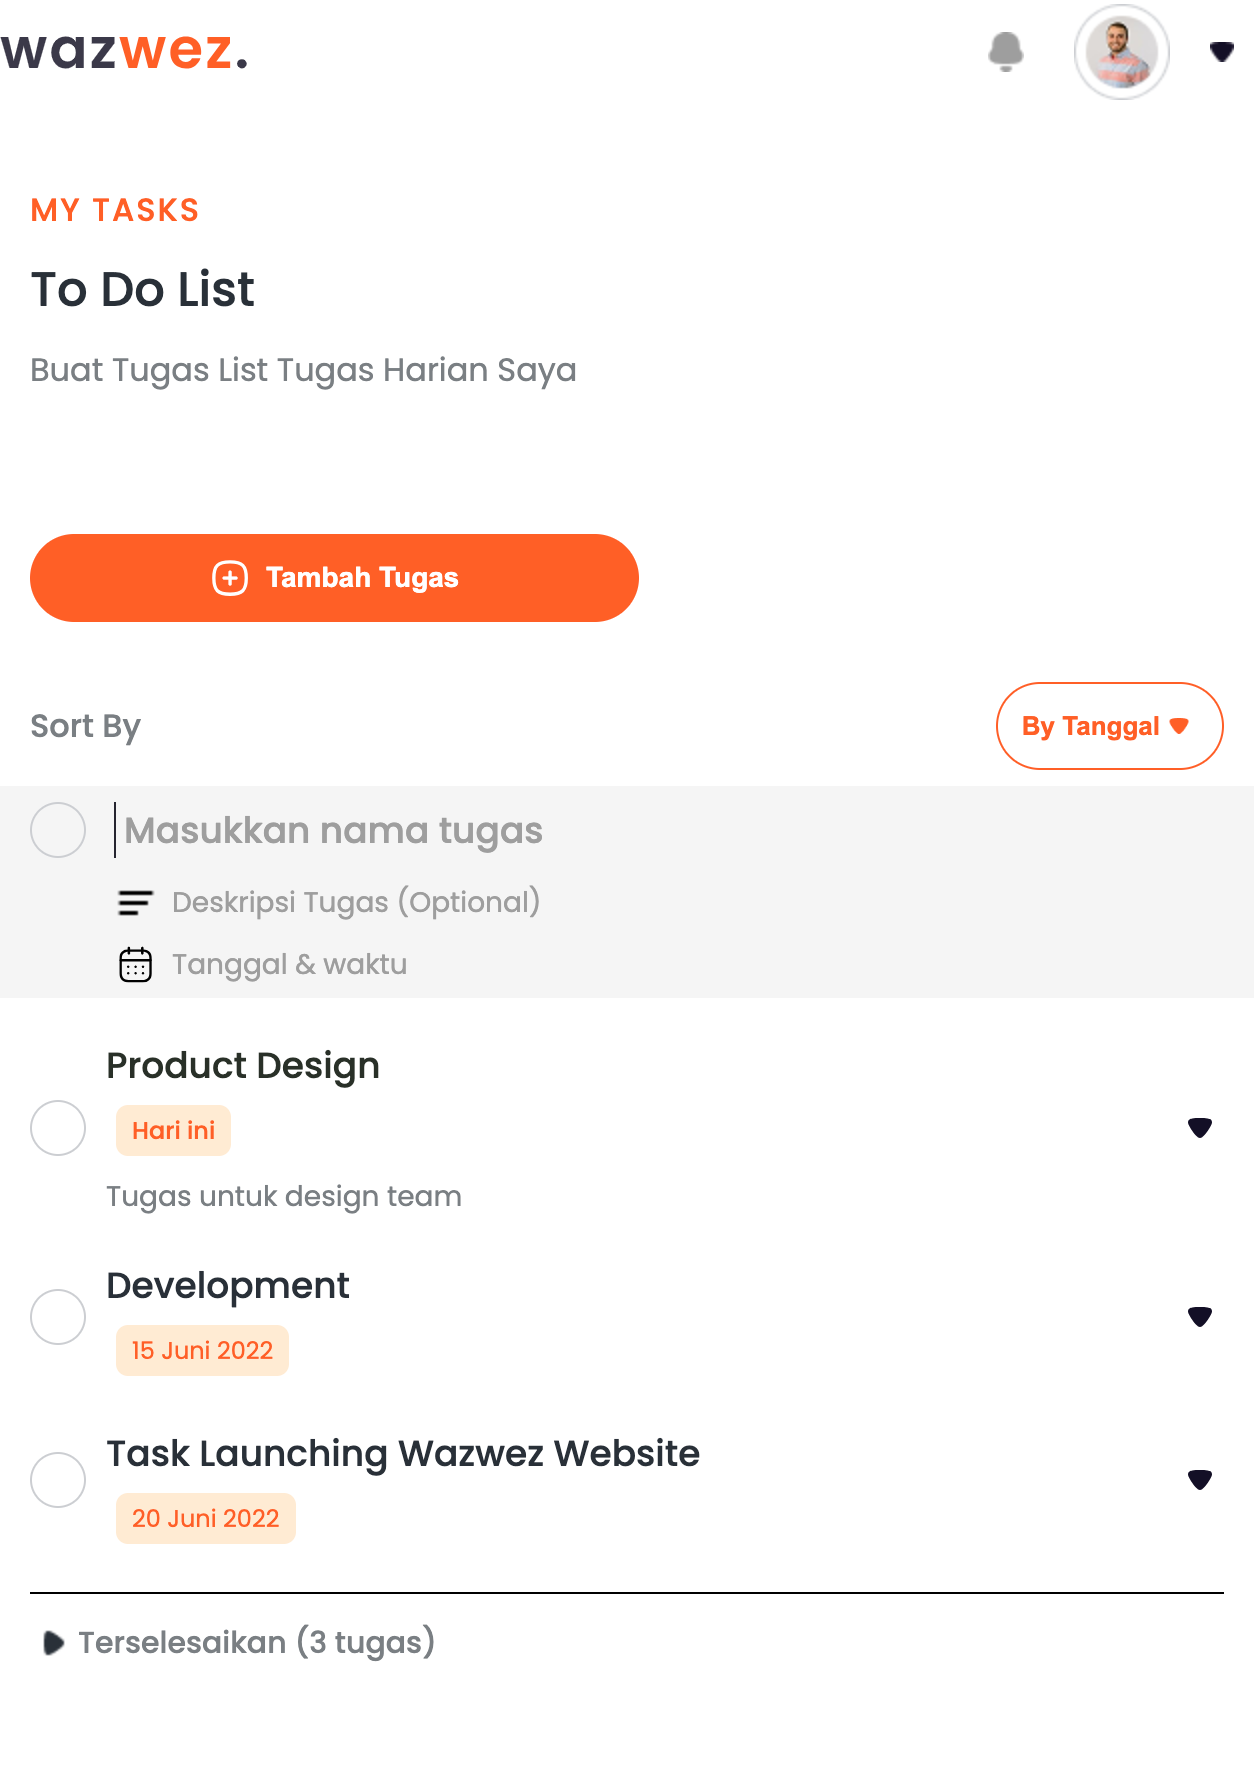 wazwez.
MY TASKS
To Do List
Buat Tugas List Tugas Harian Saya
Tambah Tugas
Sort By
By Tanggal
Masukkan nama tugas
Deskripsi Tugas (Optional)
Tanggal & waktu
Product Design
Hari ini
Tugas untuk design team
Development
15 Juni 2022
Task Launching Wazwez Website
20 Juni 2022
Terselesaikan (3 tugas)